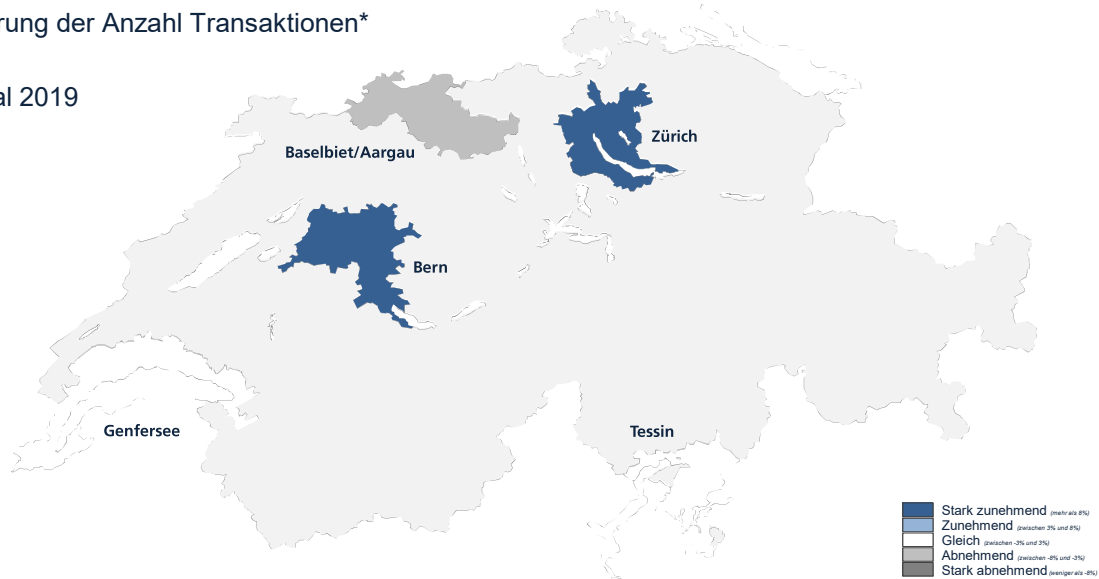 rung der Anzahl Transaktionen*
al 2019
Zürich
Baselbiet/Aargau
Bern
Genfersee
Tessin
Stark zunehmend (mehr als 8%)
Zunehmend (zwischen 3% und 8%)
Gleich (zwischen -3% und 3%)
Abnehmend (zwischen -8% und -3%)
Stark abnehmend (weniger als -8%)